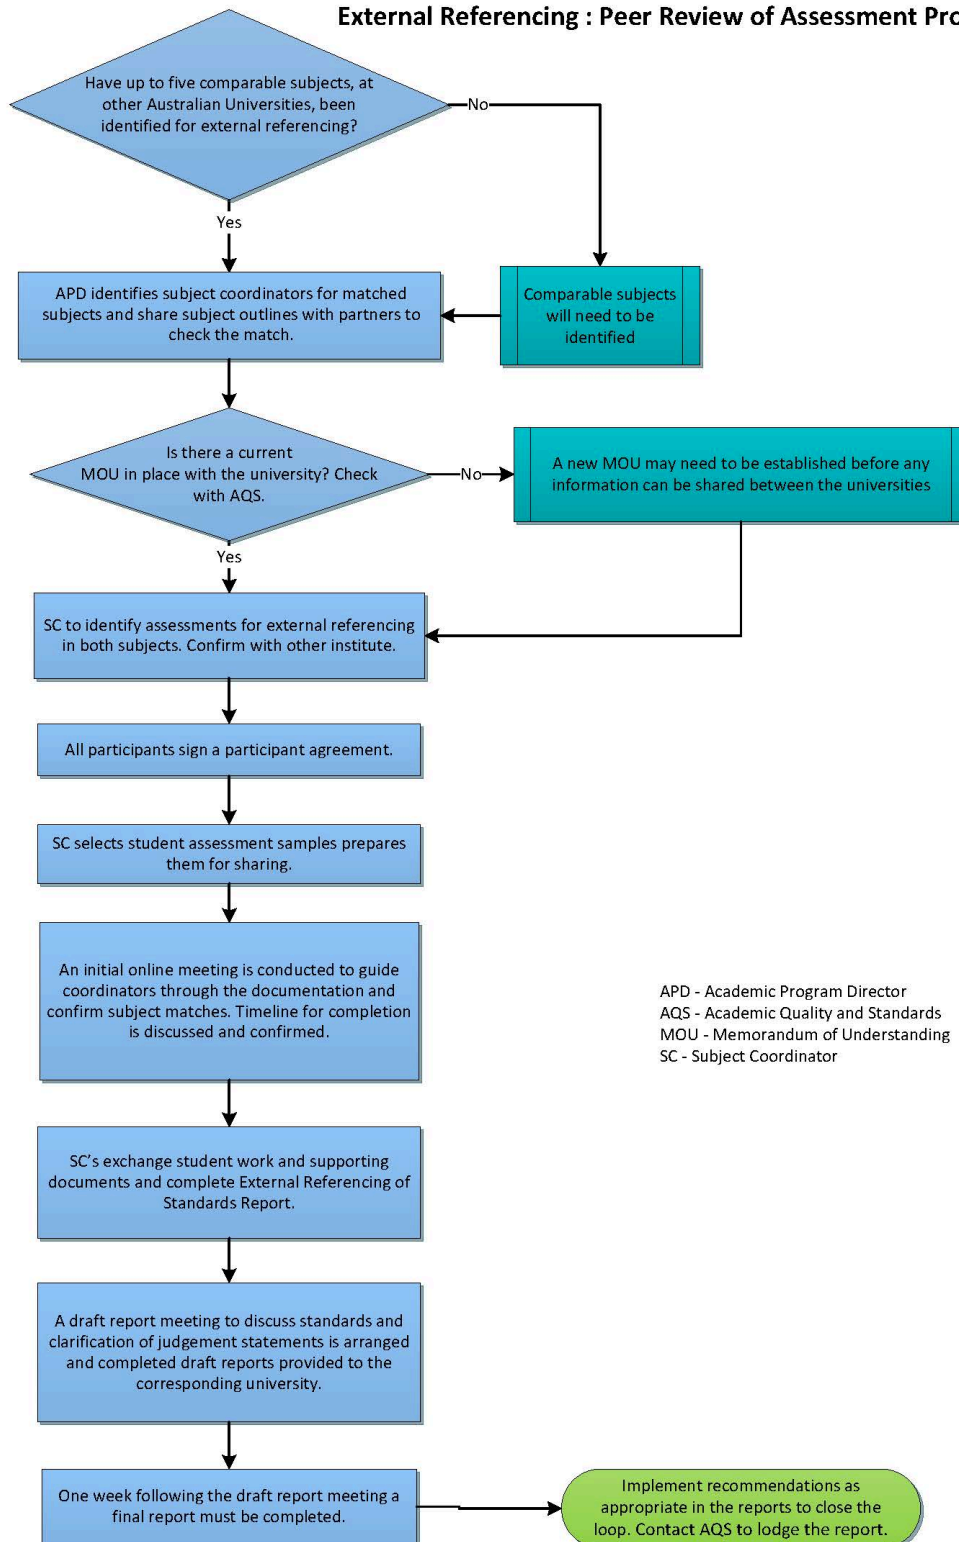 External Referencing : Peer Review of Assessment Pro
Have up to five comparable subjects, at
other Australian Universities, been
identified for external referencing?
No
Yes
APD identifies subject coordinators for matched
subjects and share subject outlines with partners to
check the match.
Comparable subjects
will need to be
identified
Is there a current
MOU in place with the university? Check
with AQS.
No
A new MOU may need to be established before any
information can be shared between the universities
Yes
SC to identify assessments for external referencing
in both subjects. Confirm with other institute.
All participants sign a participant agreement.
SC selects student assessment samples prepares
them for sharing.
An initial online meeting is conducted to guide
coordinators through the documentation and
confirm subject matches. Timeline for completion
is discussed and confirmed.
APD - Academic Program Director
AQS - Academic Quality and Standards
MOU - Memorandum of Understanding
SC - Subject Coordinator
SC's exchange student work and supporting
documents and complete External Referencing of
Standards Report.
A draft report meeting to discuss standards and
clarification of judgement statements is arranged
and completed draft reports provided to the
corresponding university.
One week following the draft report meeting a
final report must be completed.
Implement recommendations as
appropriate in the reports to close the
loop. Contact AQS to lodge the report.